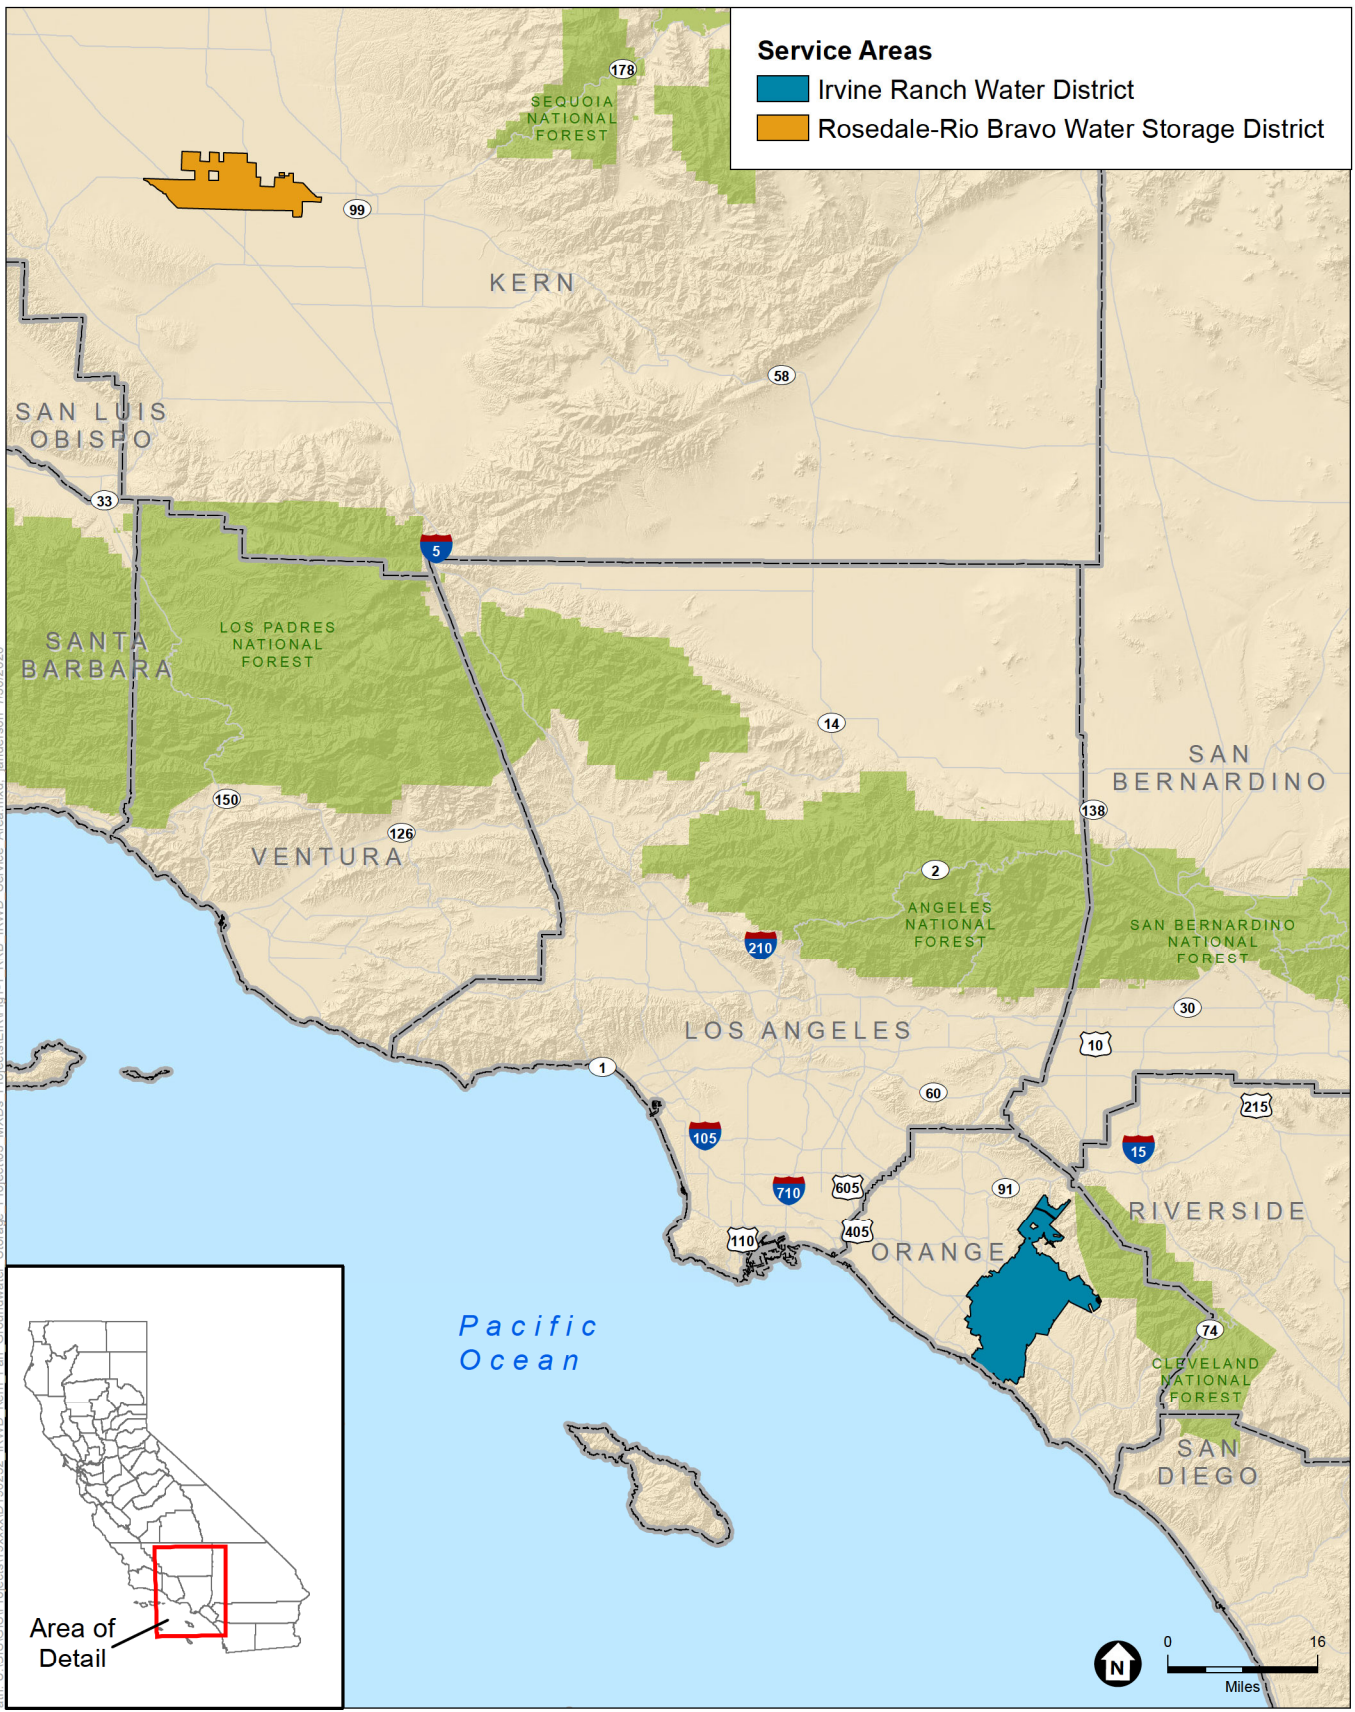 Service Areas
Irvine Ranch Water District
Rosedale-Rio Bravo Water Storage District
178
SEQUOIA
NATIONAL
FOREST
99
KERN
58
SAN LUIS
OBISPO
33
5
LOS PADRES
NATIONAL
FOREST
SANTA
BARBARA
14
SAN
BERNARDINO
150
126
138
VENTURA
2
ANGELES
NATIONAL
FOREST
SAN BERNARDINO
NATIONAL
FOREST
210
30
LOS ANGELES
10
1
60
215
105
15
710
605
91
RIVERSIDE
110
405
ORANGE
Pacific
Ocean
74
CLEVELAND
NATIONAL
FOREST
SAN
DIEGO
Area of
Detail
N
0 16
Miles